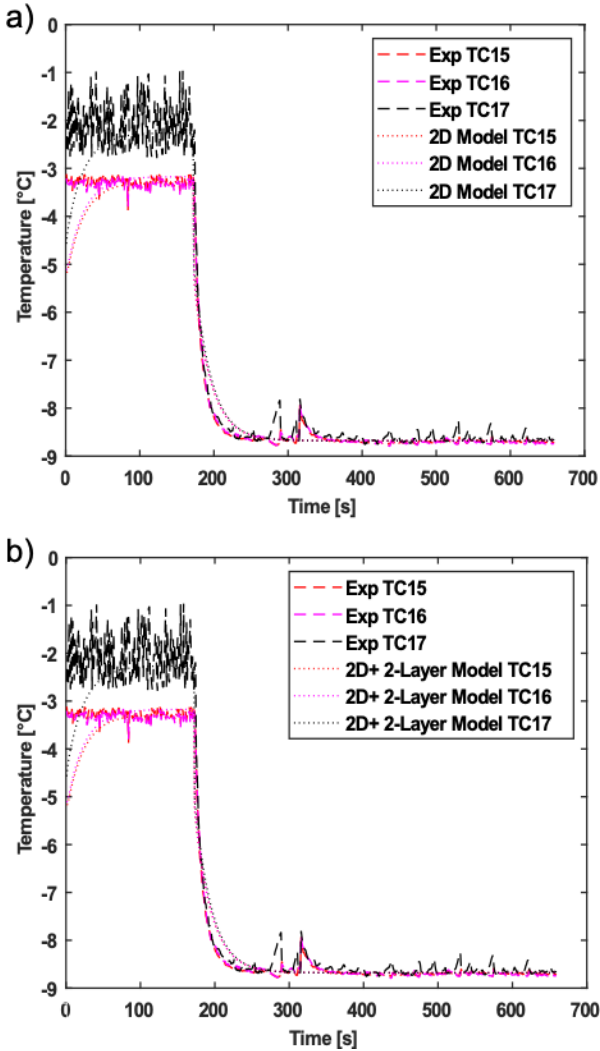 a)
0
-1
-2
-3
-4
-5
-6
-7
-8
-9
Temperature [°C]
Exp TC15
Exp TC16
Exp TC17
2D Model TC15
2D Model TC16
2D Model TC17
0 100 200 300 400 500 600 700
Time [s]
b)
0
-1
-2
-3
-4
-5
-6
-7
-8
-9
Temperature [°C]
Exp TC15
Exp TC16
Exp TC17
2D+ 2-Layer Model TC15
2D+ 2-Layer Model TC16
2D+ 2-Layer Model TC17
0 100 200 300 400 500 600 700
Time [s]